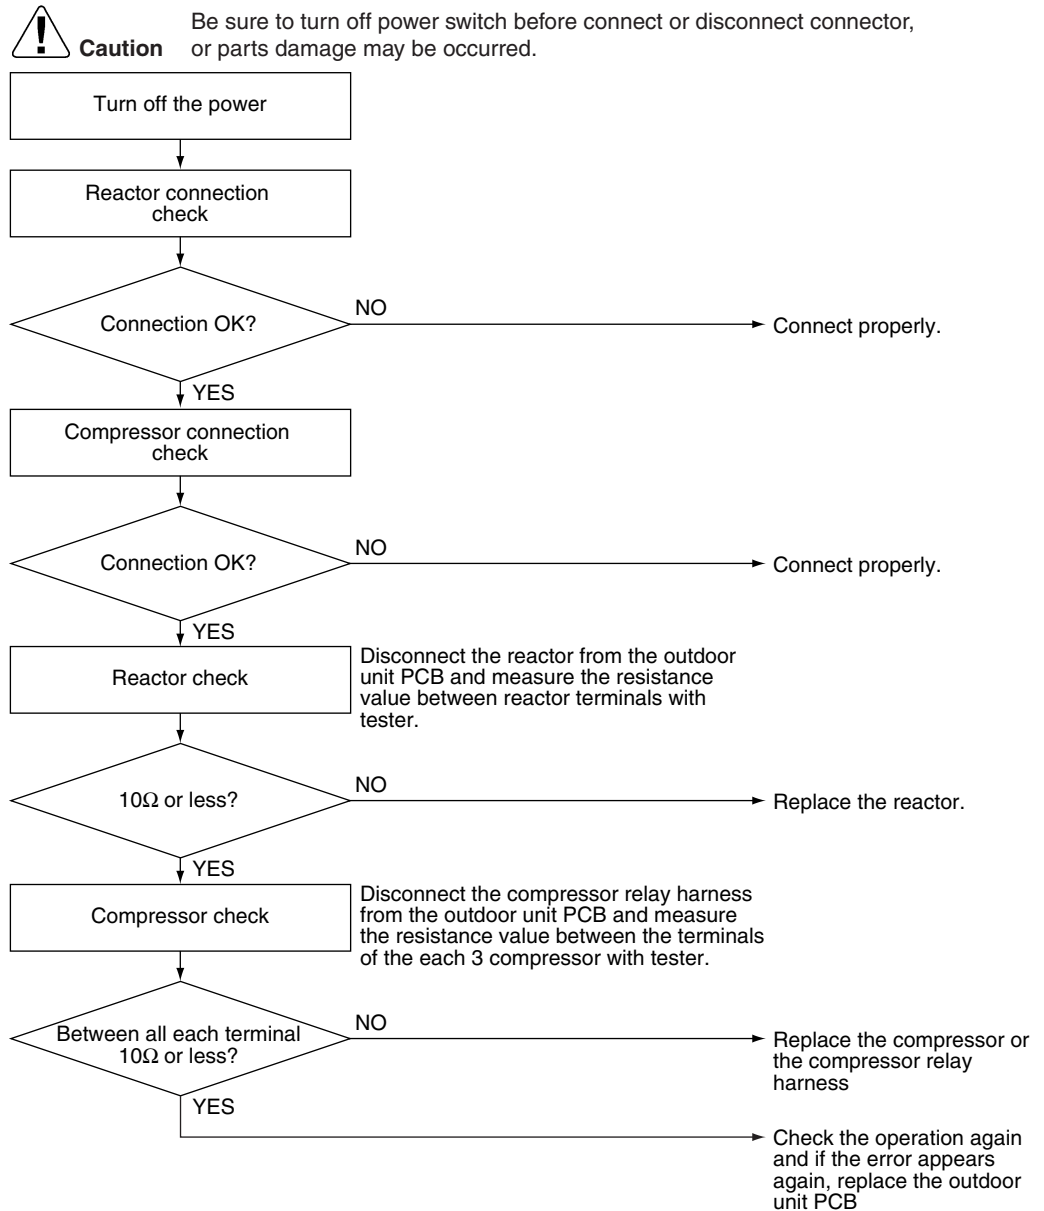 Be sure to turn off power switch before connect or disconnect connector,
Caution or parts damage may be occurred.
Turn off the power
Reactor connection
check
Connection OK?
NO
Connect properly.
YES
Compressor connection
check
Connection OK?
NO
Connect properly.
YES
Reactor check
Disconnect the reactor from the outdoor
unit PCB and measure the resistance
value between reactor terminals with
tester.
10Ω or less?
NO
Replace the reactor.
YES
Compressor check
Disconnect the compressor relay harness
from the outdoor unit PCB and measure
the resistance value between the terminals
of the each 3 compressor with tester.
Between all each terminal
10Ω or less?
NO
Replace the compressor or
the compressor relay
harness
YES
Check the operation again
and if the error appears
again, replace the outdoor
unit PCB